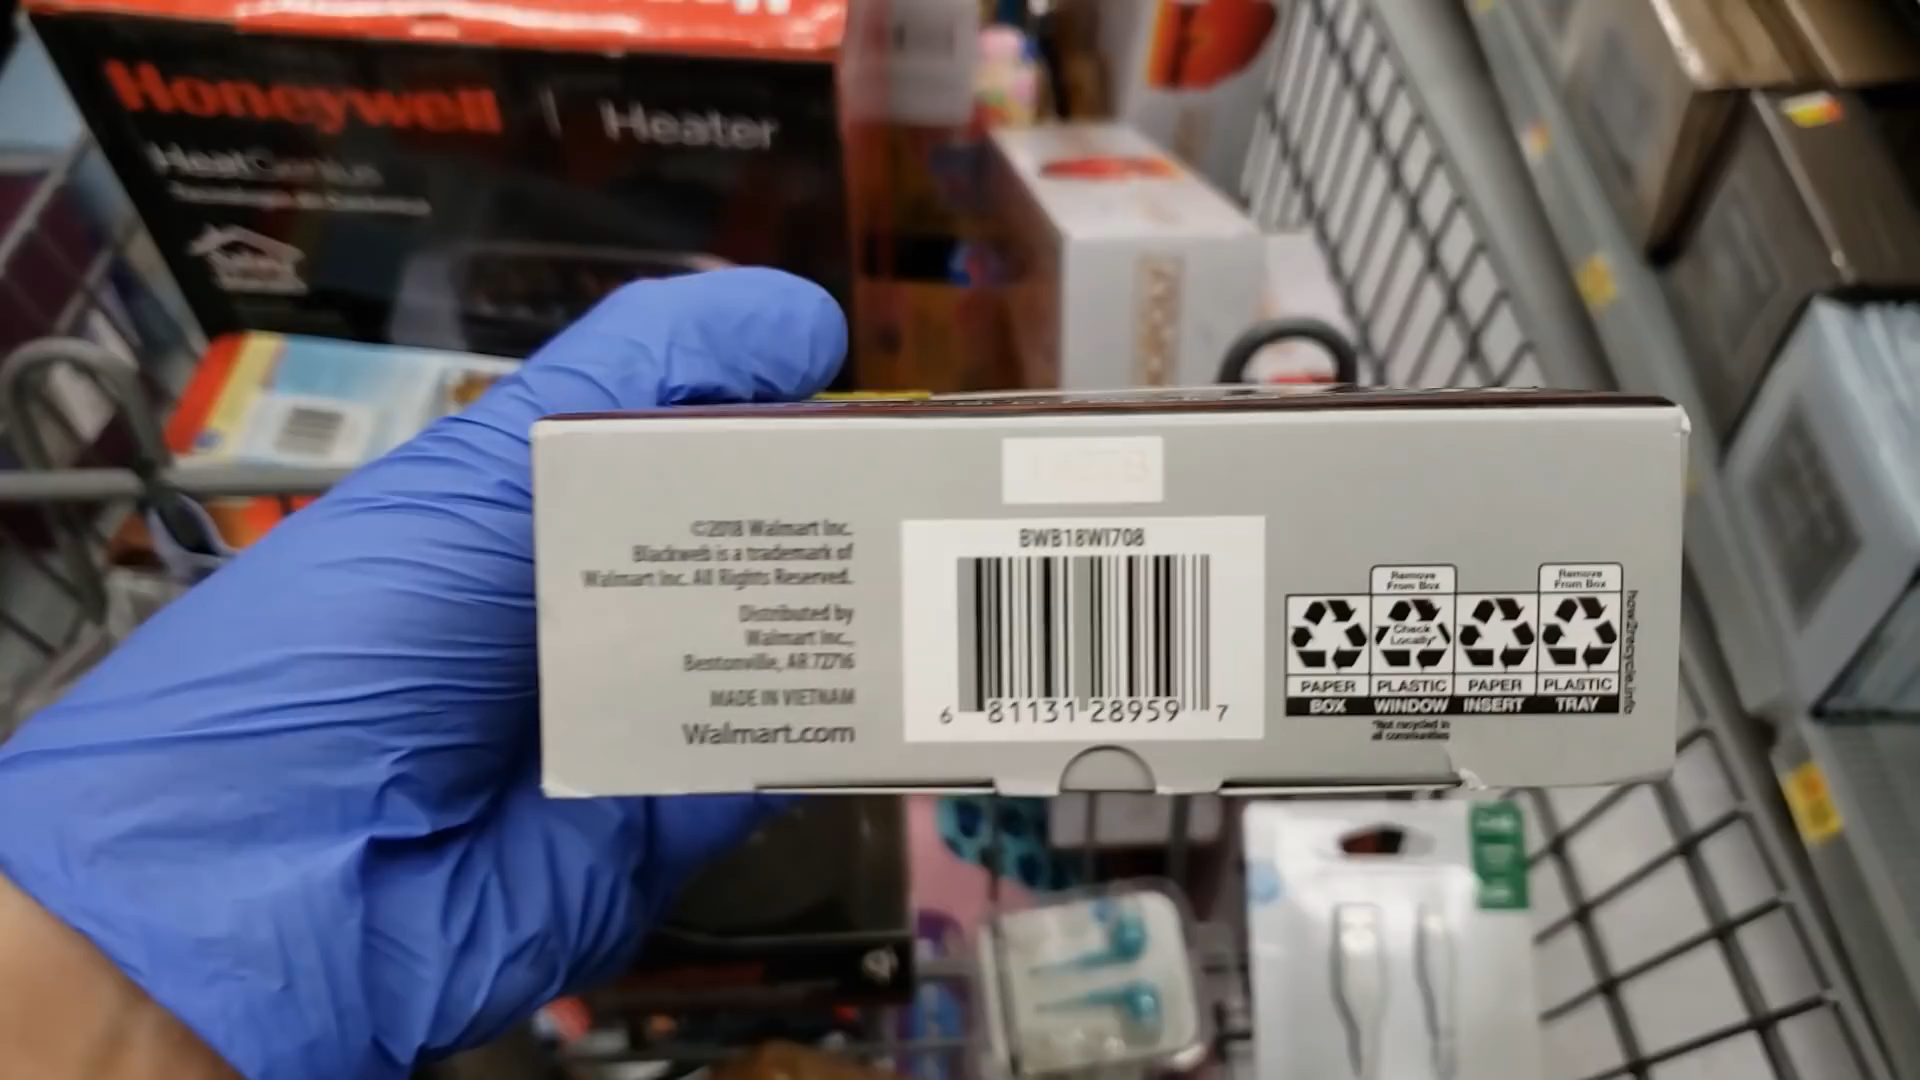 Honeywell | Heater
HeatGenius
©2018 Walmart Inc.
Blackweb is a trademark of
Walmart Inc. All Rights Reserved.
Distributed by
Walmart Inc.,
Bentonville, AR 72716
MADE IN VIETNAM
Walmart.com
BWB18WI708
6 81131 28959 7
Remove
From Box
Remove
From Box
Check
Locally*
PAPER PLASTIC PAPER PLASTIC
BOX WINDOW INSERT TRAY
*Not recycled in
all communities
how2recycle.info